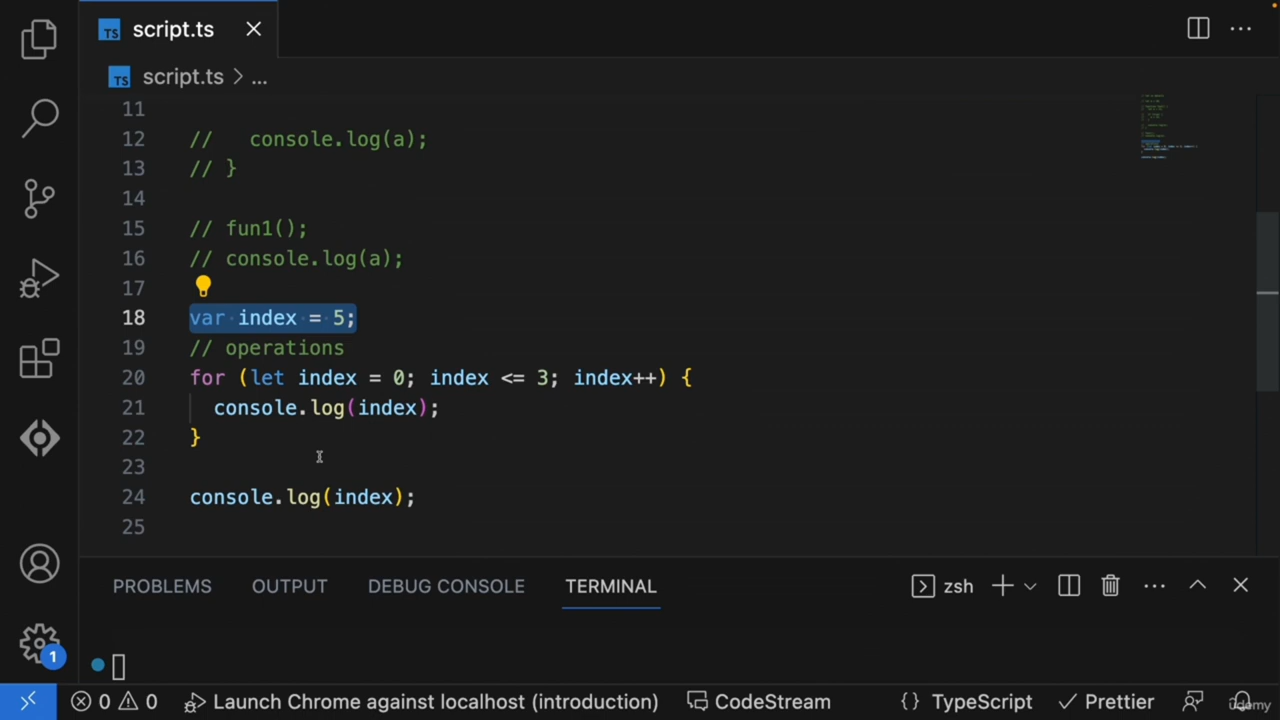 TS script.ts
TS script.ts > ...
11
12 //   console.log(a);
13 // }
14
15 // fun1();
16 // console.log(a);
17
18 var index = 5;
19 // operations
20 for (let index = 0; index <= 3; index++) {
21   console.log(index);
22 }
23
24 console.log(index);
25
PROBLEMS OUTPUT DEBUG CONSOLE TERMINAL zsh
1
0 0 Launch Chrome against localhost (introduction) CodeStream {} TypeScript Prettier
udemy